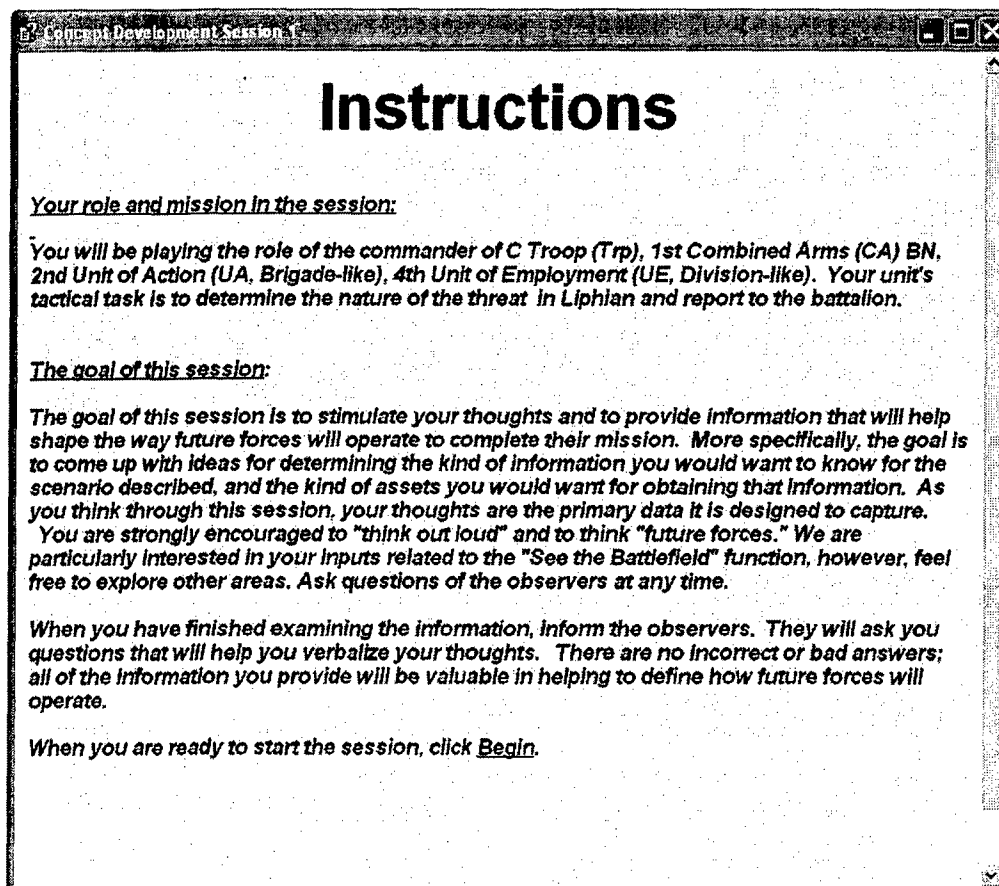 Concept Development Session 1
Instructions
Your role and mission in the session:
You will be playing the role of the commander of C Troop (Trp), 1st Combined Arms (CA) BN,
2nd Unit of Action (UA, Brigade-like), 4th Unit of Employment (UE, Division-like). Your unit's
tactical task is to determine the nature of the threat in Liphian and report to the battalion.
The goal of this session:
The goal of this session is to stimulate your thoughts and to provide information that will help
shape the way future forces will operate to complete their mission. More specifically, the goal is
to come up with ideas for determining the kind of information you would want to know for the
scenario described, and the kind of assets you would want for obtaining that information. As
you think through this session, your thoughts are the primary data it is designed to capture.
You are strongly encouraged to "think out loud" and to think "future forces." We are
particularly interested in your inputs related to the "See the Battlefield" function, however, feel
free to explore other areas. Ask questions of the observers at any time.
When you have finished examining the information, inform the observers. They will ask you
questions that will help you verbalize your thoughts. There are no incorrect or bad answers;
all of the information you provide will be valuable in helping to define how future forces will
operate.
When you are ready to start the session, click Begin.